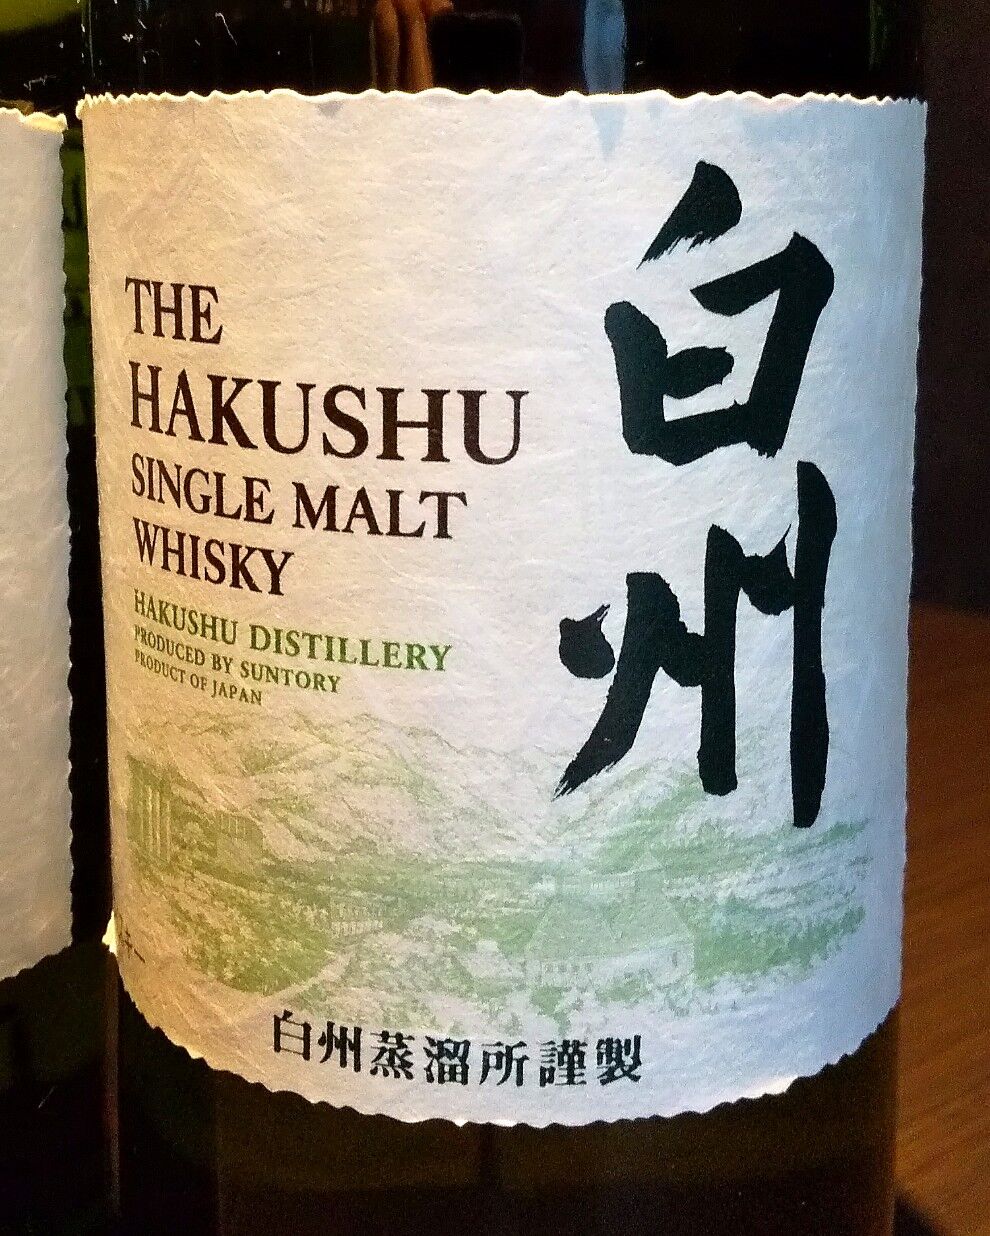 THE
HAKUSHU
SINGLE MALT
WHISKY
HAKUSHU DISTILLERY
PRODUCED BY SUNTORY
PRODUCT OF JAPAN
白州
白州蒸溜所謹製